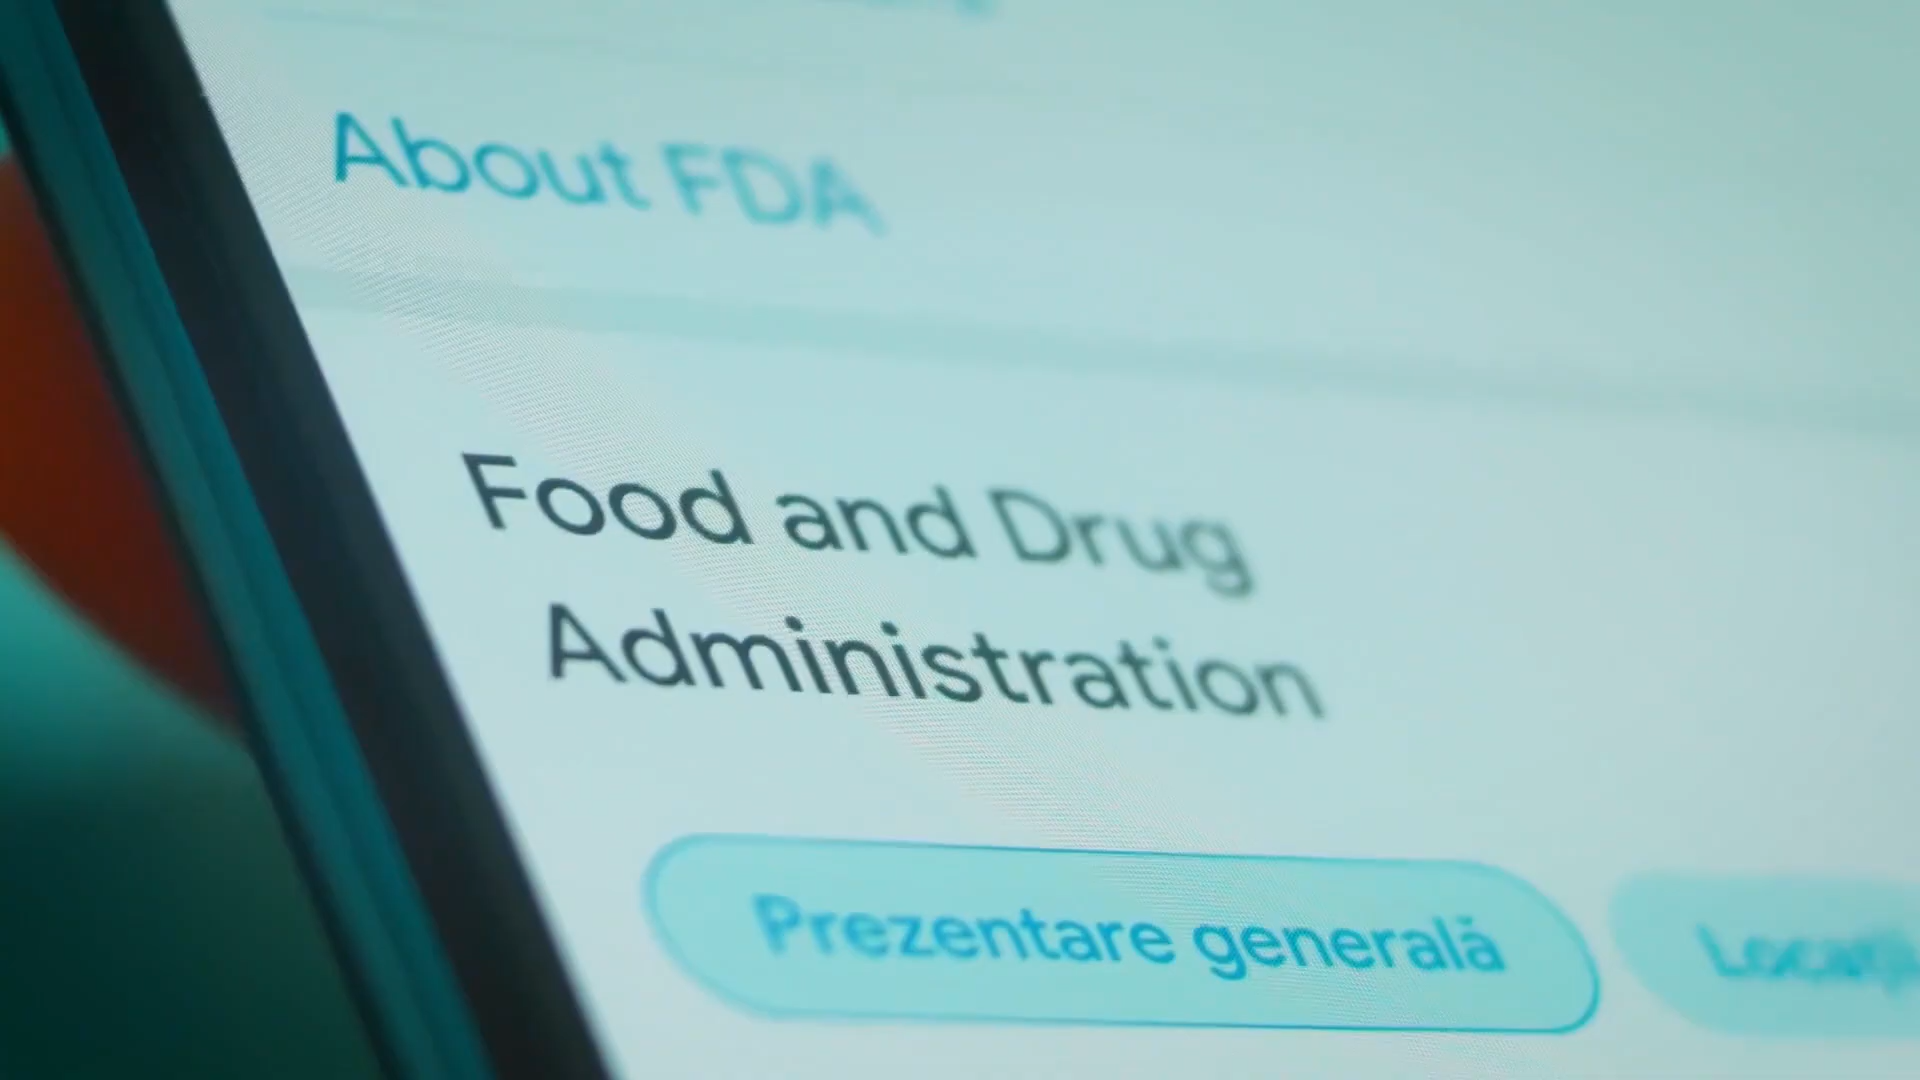 About FDA
Food and Drug
Administration
Prezentare generală